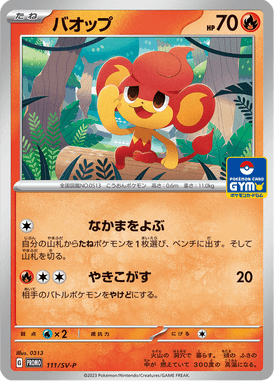 たね
バオップ
HP 70
全国図鑑NO.0513 こうおんポケモン 高さ：0.6m 重さ：11.0kg
POKÉMON CARD
GYM
ポケモンカードジム
なかまをよぶ
自分の山札からたねポケモンを1枚選び、ベンチに出す。そして
山札を切る。
やきこがす 20
相手のバトルポケモンをやけどにする。
弱点 ×2 抵抗力 にげる
Illus. 0313
G PROMO 111/SV-P
火山の 洞穴で 暮らす。
中が 燃えていて 300度の 高温になる。
©2023 Pokémon/Nintendo/Creatures/GAME FREAK.